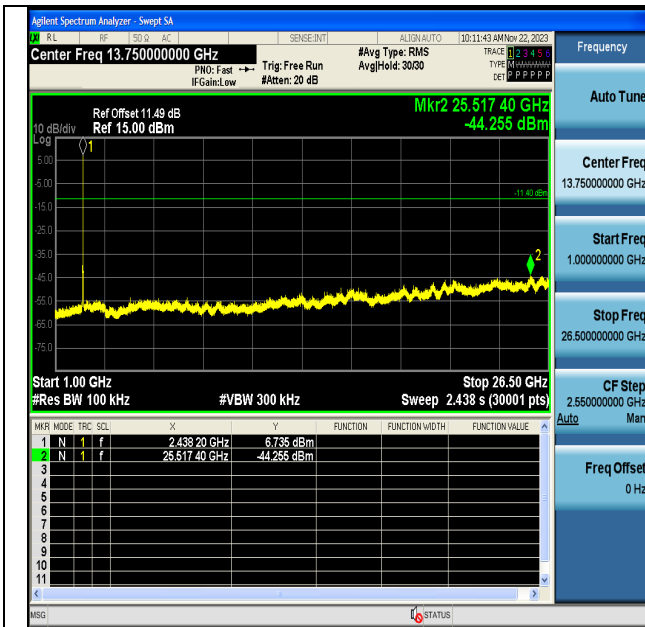 Agilent Spectrum Analyzer - Swept SA
LXI RL RF 50 Ω AC SENSE:INT ALIGN AUTO 10:11:43 AM Nov 22, 2023
Center Freq 13.750000000 GHz
PNO: Fast
IFGain:Low
Trig: Free Run
#Atten: 20 dB
#Avg Type: RMS
Avg|Hold: 30/30
TRACE 1 2 3 4 5 6
TYPE M
DET P P P P P P
Ref Offset 11.49 dB
10 dB/div Ref 15.00 dBm
Mkr2 25.517 40 GHz
-44.255 dBm
Log
1
5.00
-5.00
-11.40 dBm
-15.0
-25.0
2
-35.0
-45.0
-55.0
-65.0
-75.0
Start 1.00 GHz Stop 26.50 GHz
#Res BW 100 kHz #VBW 300 kHz Sweep 2.438 s (30001 pts)
MKR MODE TRC SCL X Y FUNCTION FUNCTION WIDTH FUNCTION VALUE
1 N 1 f 2.438 20 GHz 6.735 dBm
2 N 1 f 25.517 40 GHz -44.255 dBm
3
4
5
6
7
8
9
10
11
MSG STATUS
Frequency
Auto Tune
Center Freq
13.750000000 GHz
Start Freq
1.000000000 GHz
Stop Freq
26.500000000 GHz
CF Step
2.550000000 GHz
Auto Man
Freq Offset
0 Hz